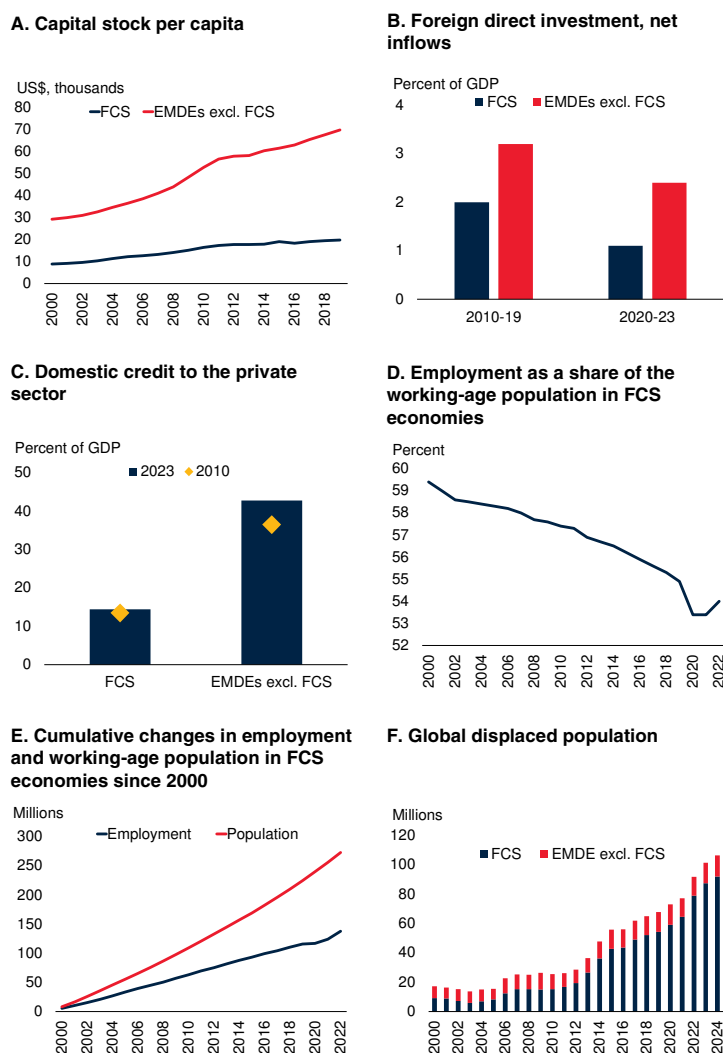 A. Capital stock per capita
US$, thousands
FCS EMDEs excl. FCS
80
70
60
50
40
30
20
10
0
2000 2002 2004 2006 2008 2010 2012 2014 2016 2018
B. Foreign direct investment, net
inflows
Percent of GDP
FCS EMDEs excl. FCS
4
3
2
1
0
2010-19 2020-23
C. Domestic credit to the private
sector
Percent of GDP
2023 2010
50
40
30
20
10
0
FCS EMDEs excl. FCS
D. Employment as a share of the
working-age population in FCS
economies
Percent
60
59
58
57
56
55
54
53
52
2000 2002 2004 2006 2008 2010 2012 2014 2016 2018 2020 2022
E. Cumulative changes in employment
and working-age population in FCS
economies since 2000
Millions
Employment Population
300
250
200
150
100
50
0
2000 2002 2004 2006 2008 2010 2012 2014 2016 2018 2020 2022
F. Global displaced population
Millions
FCS EMDE excl. FCS
120
100
80
60
40
20
0
2000 2002 2004 2006 2008 2010 2012 2014 2016 2018 2020 2022 2024